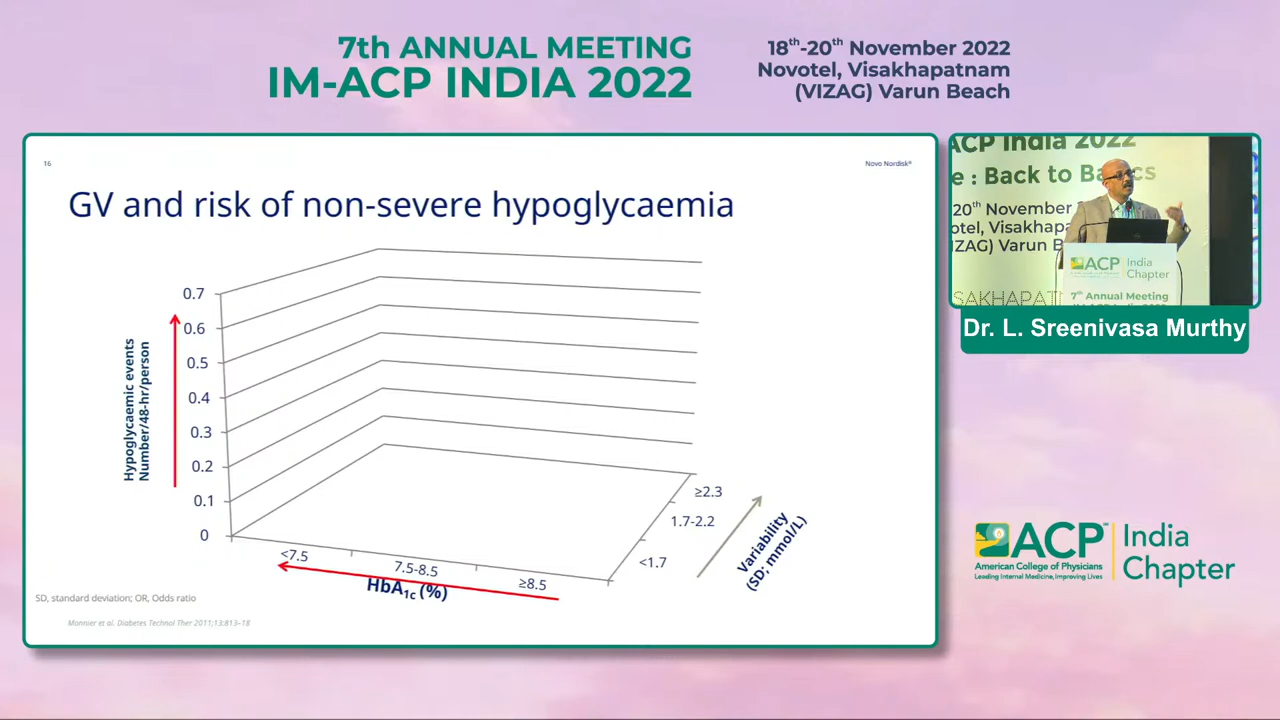 7th ANNUAL MEETING
IM-ACP INDIA 2022
18th-20th November 2022
Novotel, Visakhapatnam
(VIZAG) Varun Beach
16
Novo Nordisk®
GV and risk of non-severe hypoglycaemia
Hypoglycaemic events
Number/48-hr/person
0.7
0.6
0.5
0.4
0.3
0.2
0.1
0
<7.5
7.5-8.5
≥8.5
HbA1c (%)
≥2.3
1.7-2.2
<1.7
Variability
(SD; mmol/L)
SD, standard deviation; OR, Odds ratio
Monnier et al. Diabetes Technol Ther 2011;13:813–18
ACP India 2022
e : Back to Basics
20th November
otel, Visakhapa
(VIZAG) Varun B
ACP India
Chapter
SAKHAPAT
7th Annual Meeting
Dr. L. Sreenivasa Murthy
ACP™
American College of Physicians
Leading Internal Medicine, Improving Lives
India
Chapter